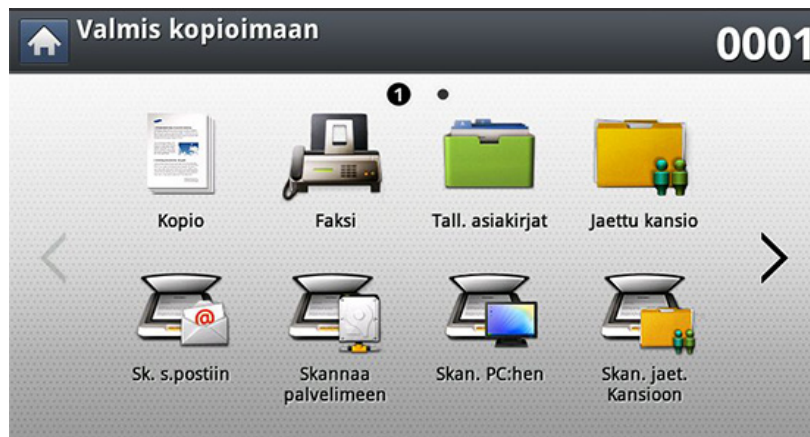 Valmis kopioimaan
0001
1
Kopio
Faksi
Tall. asiakirjat
Jaettu kansio
@
Sk. s.postiin
Skannaa
palvelimeen
Skan. PC:hen
Skan. jaet.
Kansioon